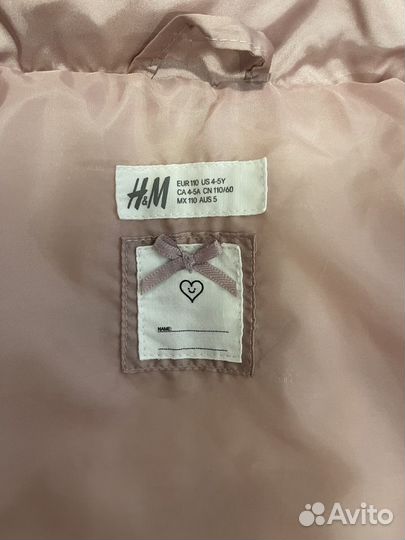 H&M
EUR 110 US 4-5Y
CA 4-5A CN 110/60
MX 110 AUS 5
NAME:
Avito